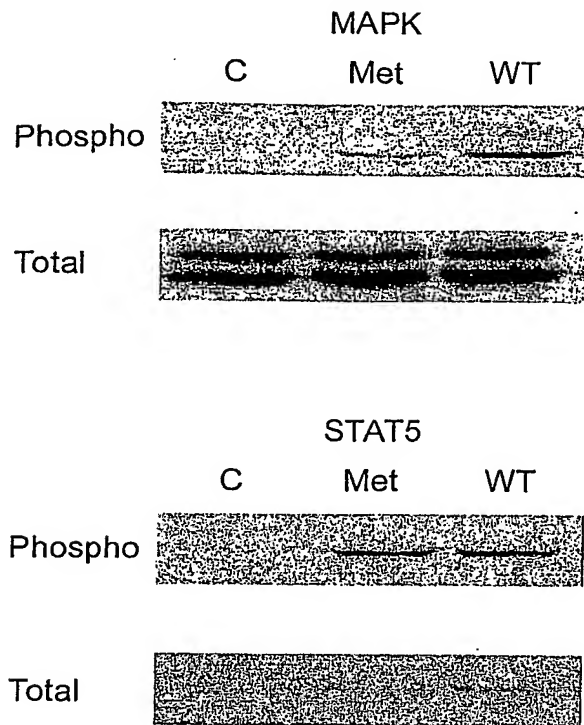 MAPK
C Met WT
Phospho
Total
STAT5
C Met WT
Phospho
Total